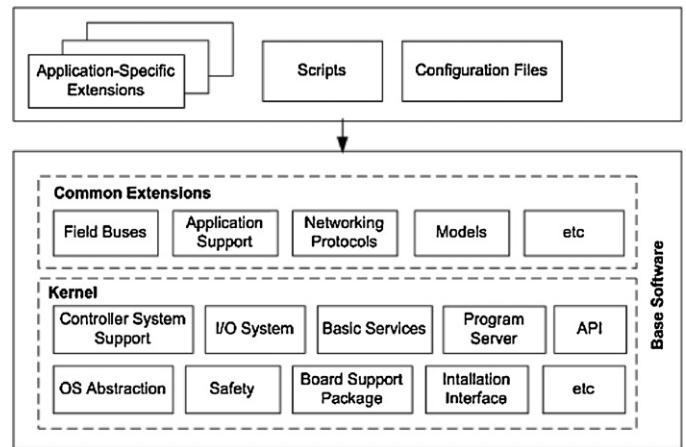 Application-Specific
Extensions
Scripts
Configuration Files
Common Extensions
Field Buses
Application
Support
Networking
Protocols
Models
etc
Kernel
Controller System
Support
I/O System
Basic Services
Program
Server
API
OS Abstraction
Safety
Board Support
Package
Intallation
Interface
etc
Base Software